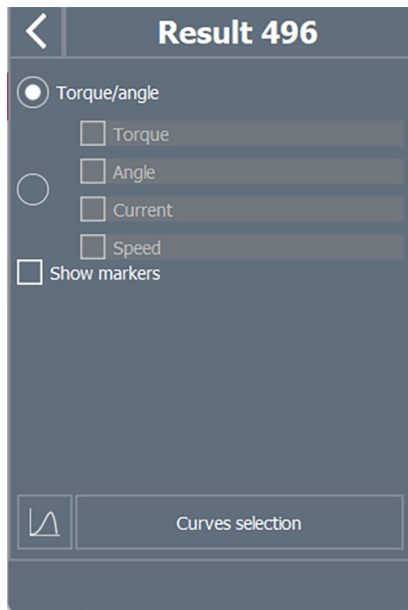 Result 496
Torque/angle
Torque
Angle
Current
Speed
Show markers
Curves selection